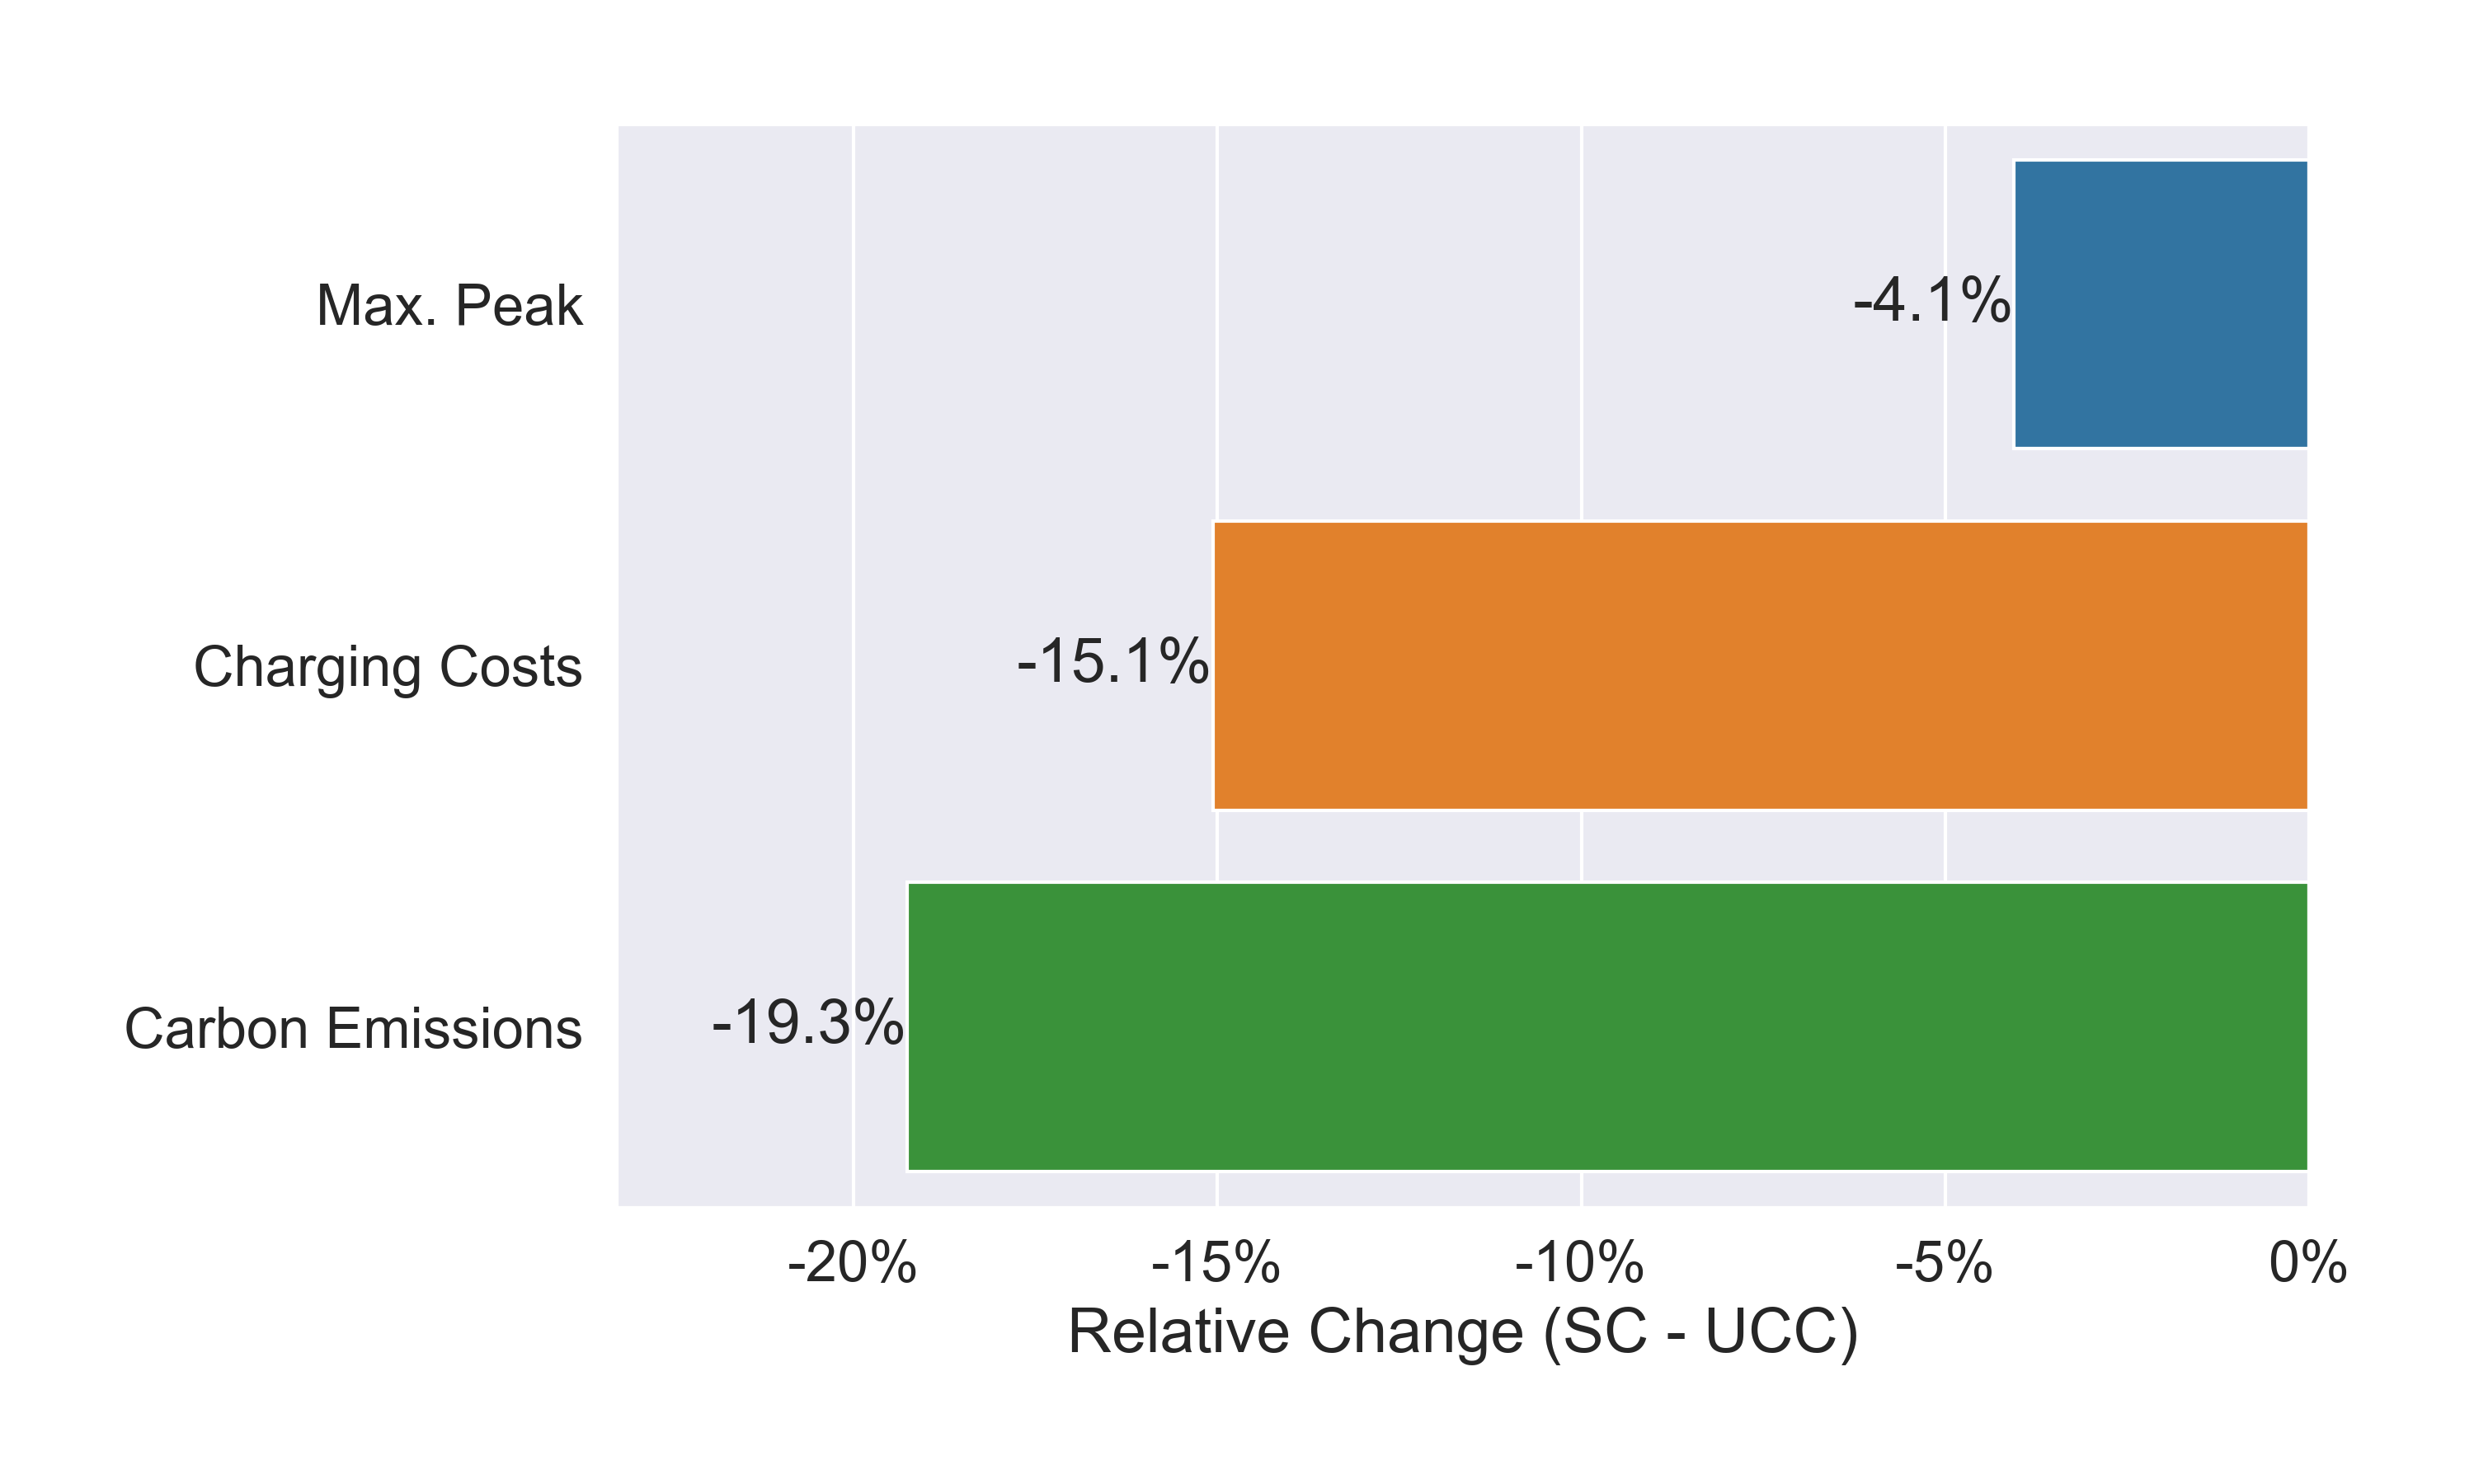 Max. Peak
-4.1%
Charging Costs
-15.1%
Carbon Emissions
-19.3%
-20% -15% -10% -5% 0%
Relative Change (SC - UCC)